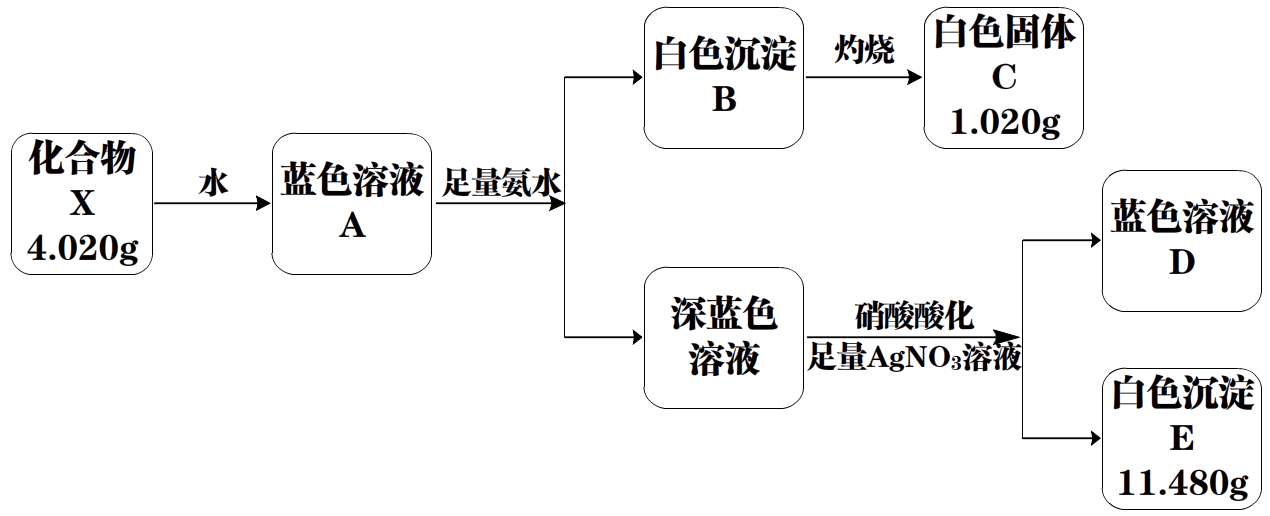 化合物
X
4.020g
水
蓝色溶液
A
足量氨水
白色沉淀
B
灼烧
白色固体
C
1.020g
深蓝色
溶液
硝酸酸化
足量AgNO₃溶液
蓝色溶液
D
白色沉淀
E
11.480g